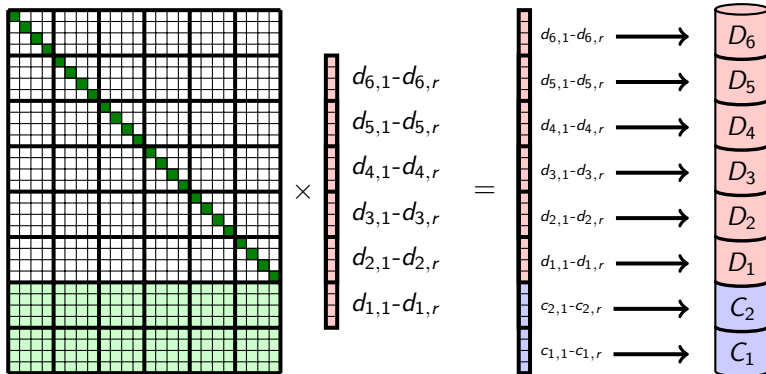 d6,1-d6,r D6
d6,1-d6,r d5,1-d5,r D5
d5,1-d5,r d4,1-d4,r D4
d4,1-d4,r d3,1-d3,r D3
× =
d3,1-d3,r d2,1-d2,r D2
d2,1-d2,r d1,1-d1,r D1
d1,1-d1,r c2,1-c2,r C2
c1,1-c1,r C1